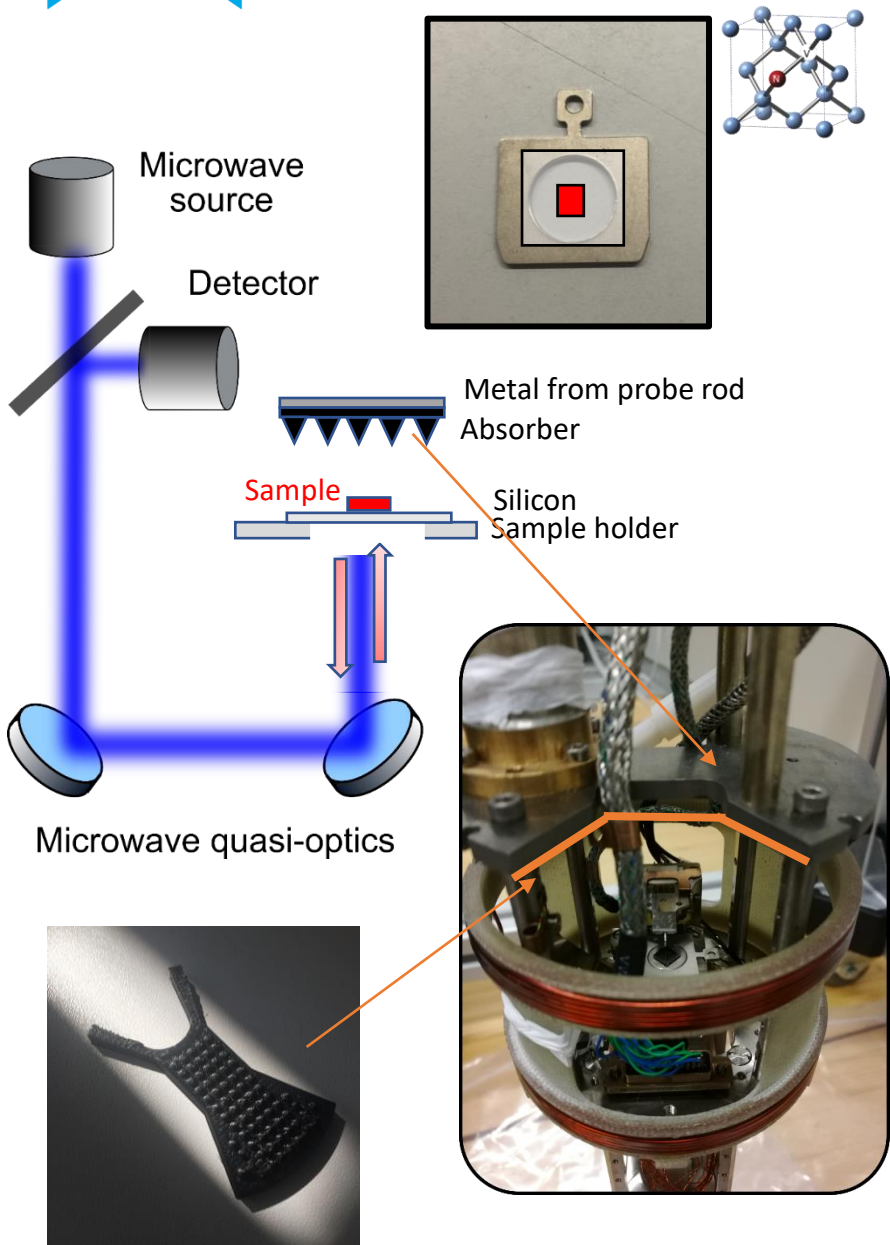 V
N
Microwave
source
Detector
Metal from probe rod
Absorber
Sample
Silicon
Sample holder
Microwave quasi-optics